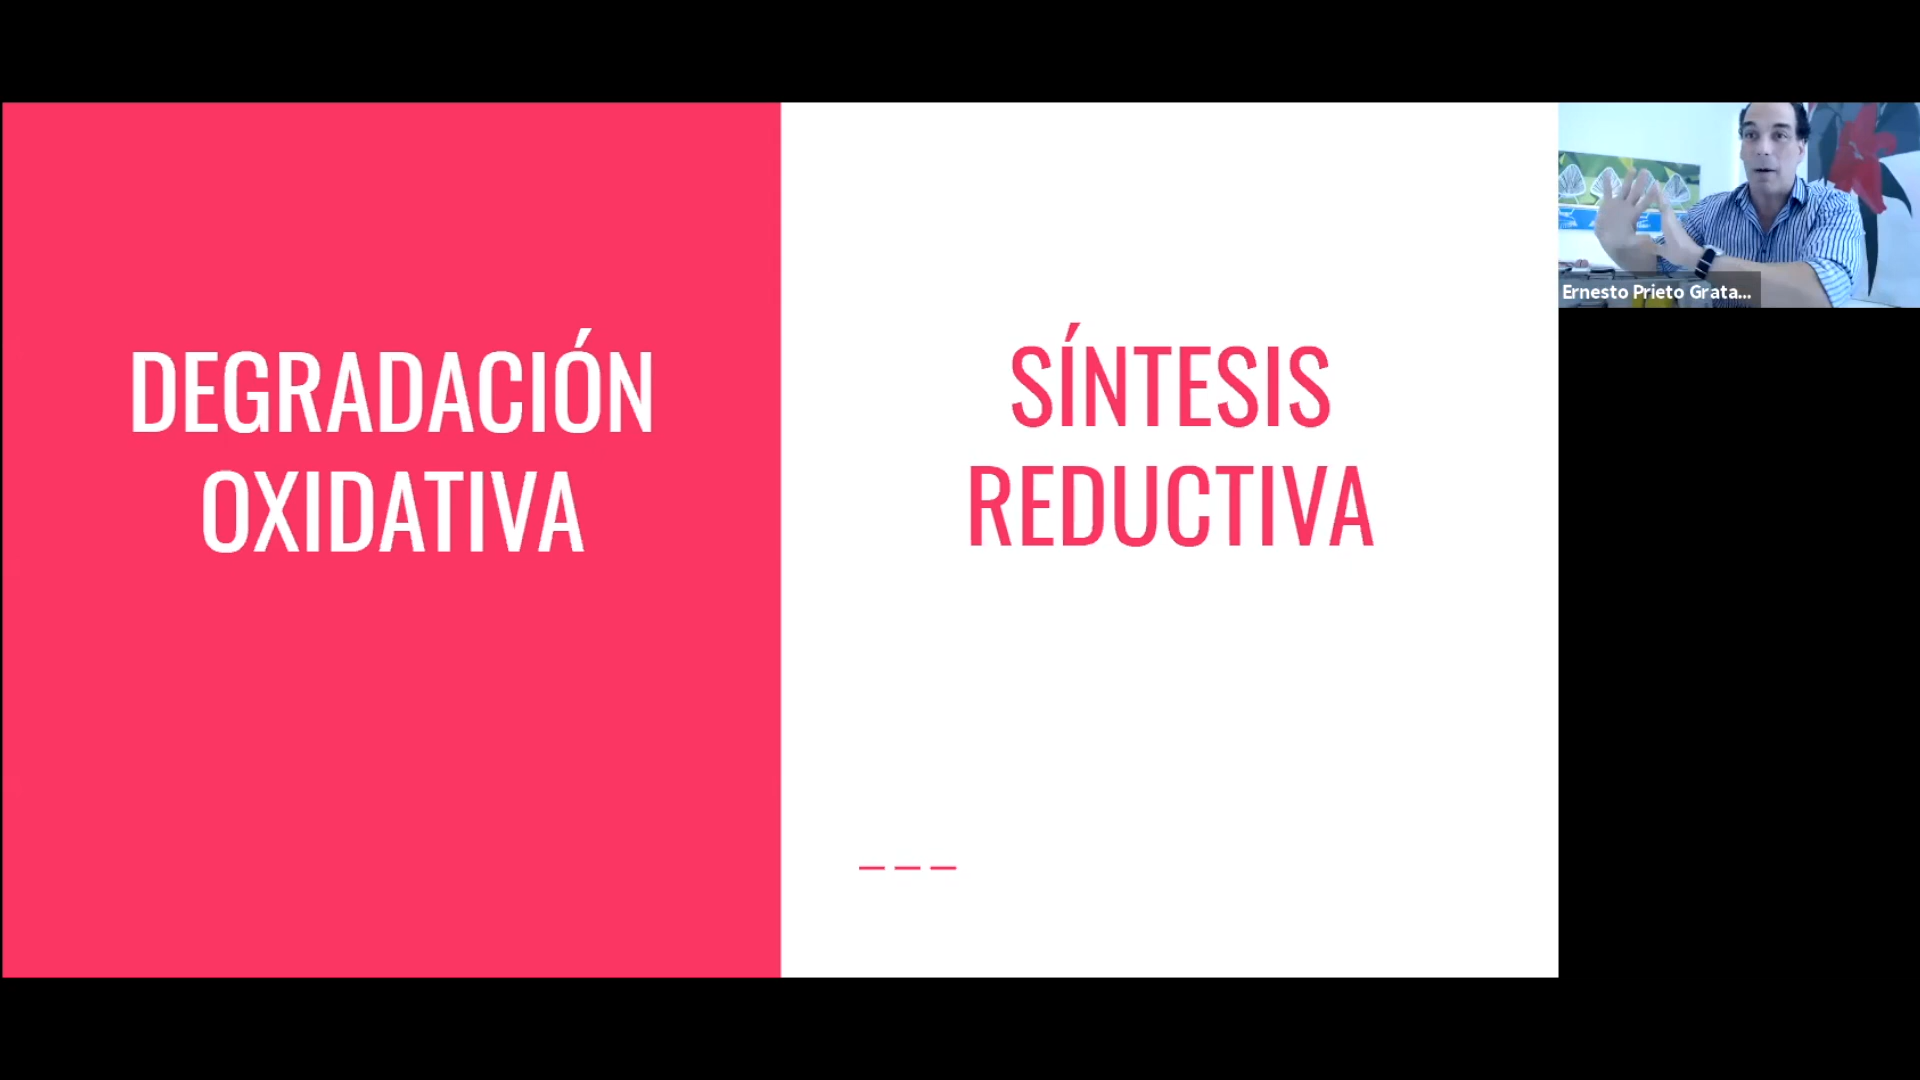 DEGRADACIÓN
OXIDATIVA
SÍNTESIS
REDUCTIVA
Ernesto Prieto Grata...